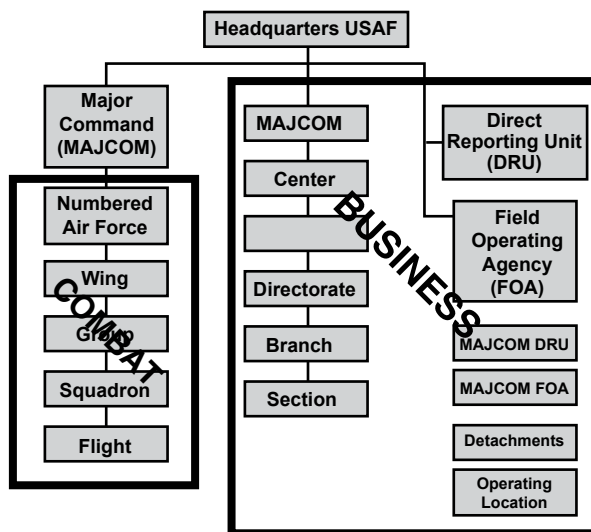 Headquarters USAF
Major
Command
(MAJCOM)
Numbered
Air Force
Wing
Group
Squadron
Flight
COMBAT
MAJCOM
Center
Directorate
Branch
Section
BUSINESS
Direct
Reporting Unit
(DRU)
Field
Operating
Agency
(FOA)
MAJCOM DRU
MAJCOM FOA
Detachments
Operating
Location